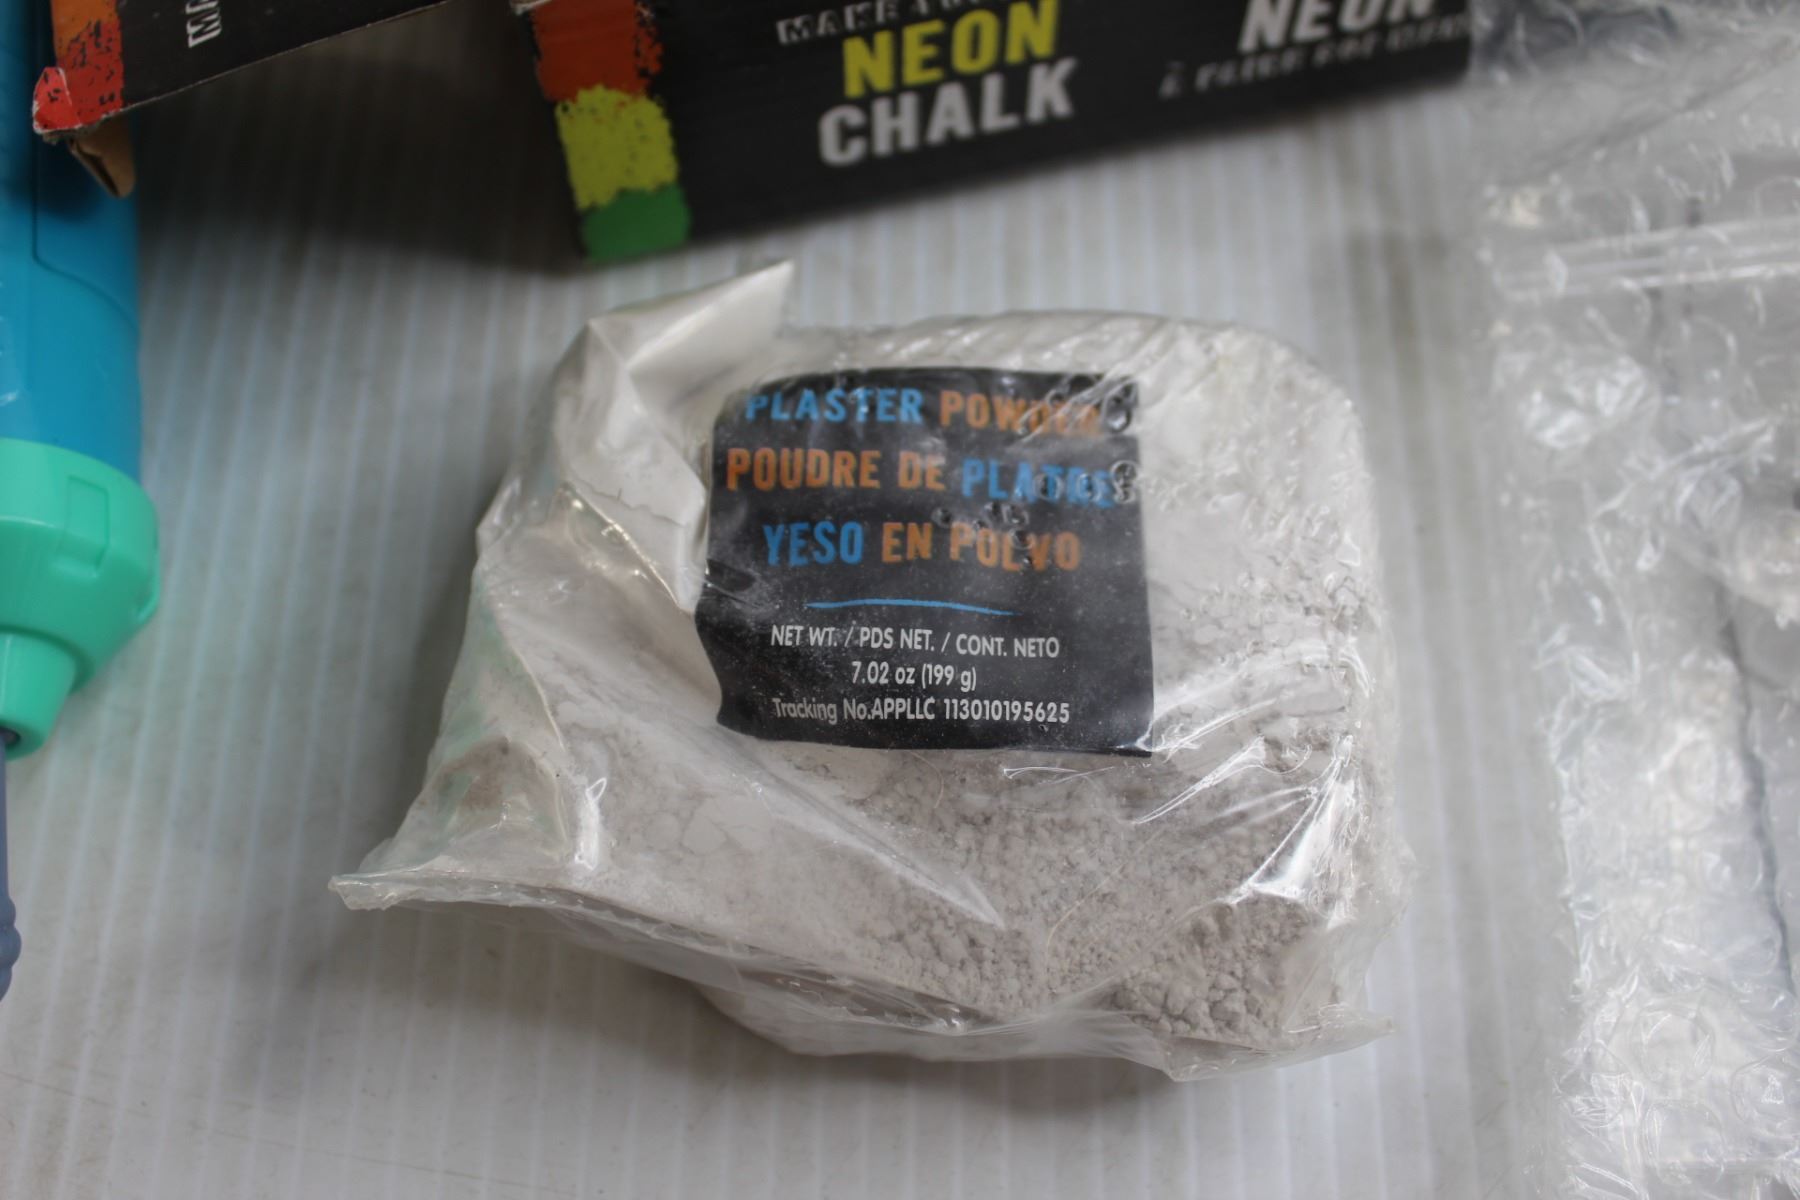 MA
NEON
CHALK
NEON
PLASTER POWDER
POUDRE DE PLATRE
YESO EN POLVO
NET WT. / PDS NET. / CONT. NETO
7.02 oz (199 g)
Tracking No.APPLLC 113010195625